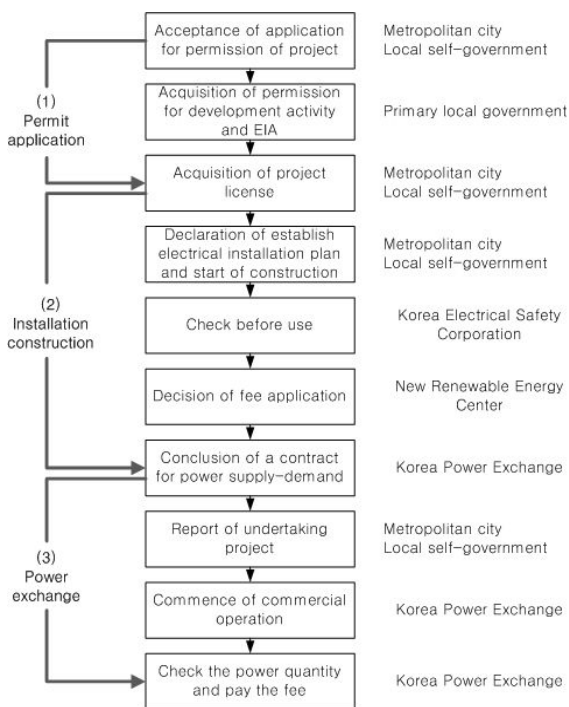 Acceptance of application
for permission of project
Metropolitan city
Local self-government
(1)
Permit
application
Acquisition of permission
for development activity
and EIA
Primary local government
Acquisition of project
license
Metropolitan city
Local self-government
Declaration of establish
electrical installation plan
and start of construction
Metropolitan city
Local self-government
(2)
Installation
construction
Check before use
Korea Electrical Safety
Corporation
Decision of fee application
New Renewable Energy
Center
Conclusion of a contract
for power supply-demand
Korea Power Exchange
(3)
Power
exchange
Report of undertaking
project
Metropolitan city
Local self-government
Commence of commercial
operation
Korea Power Exchange
Check the power quantity
and pay the fee
Korea Power Exchange